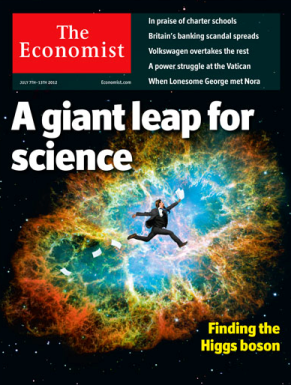 The
Economist
JULY 7TH–13TH 2012
Economist.com
In praise of charter schools
Britain's banking scandal spreads
Volkswagen overtakes the rest
A power struggle at the Vatican
When Lonesome George met Nora
A giant leap for
science
Finding the
Higgs boson